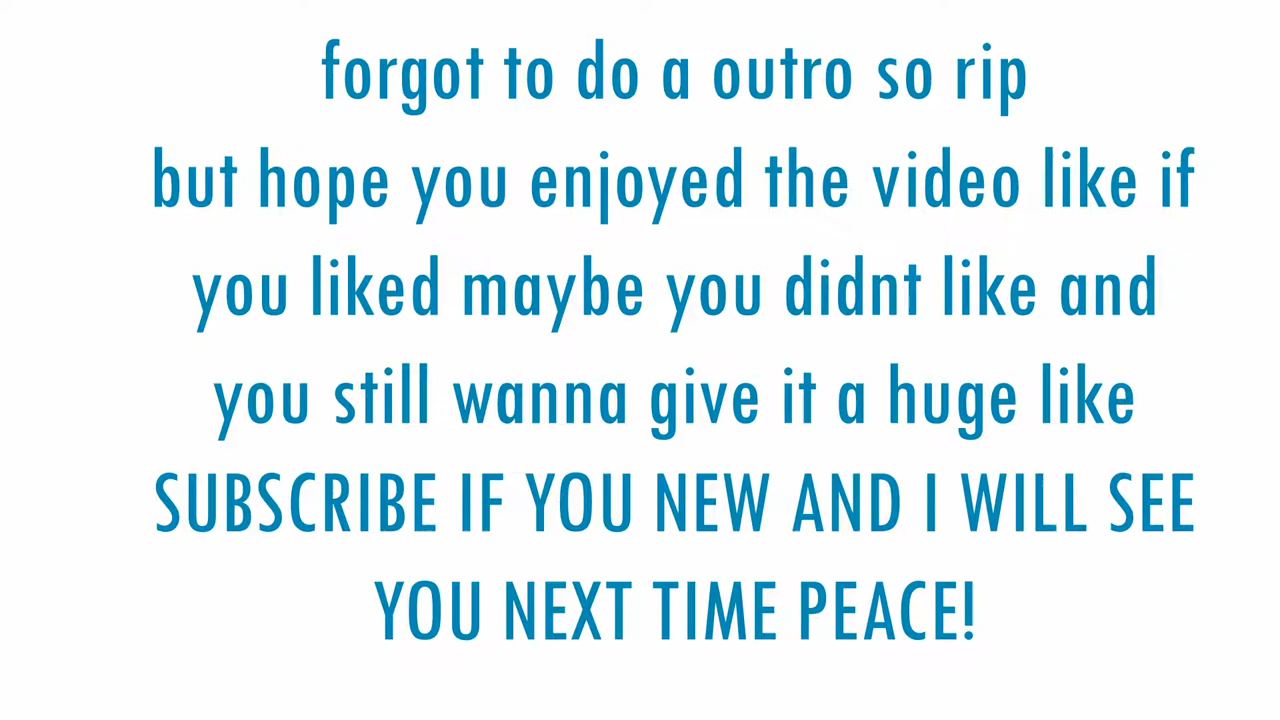 forgot to do a outro so rip
but hope you enjoyed the video like if
you liked maybe you didnt like and
you still wanna give it a huge like
SUBSCRIBE IF YOU NEW AND I WILL SEE
YOU NEXT TIME PEACE!